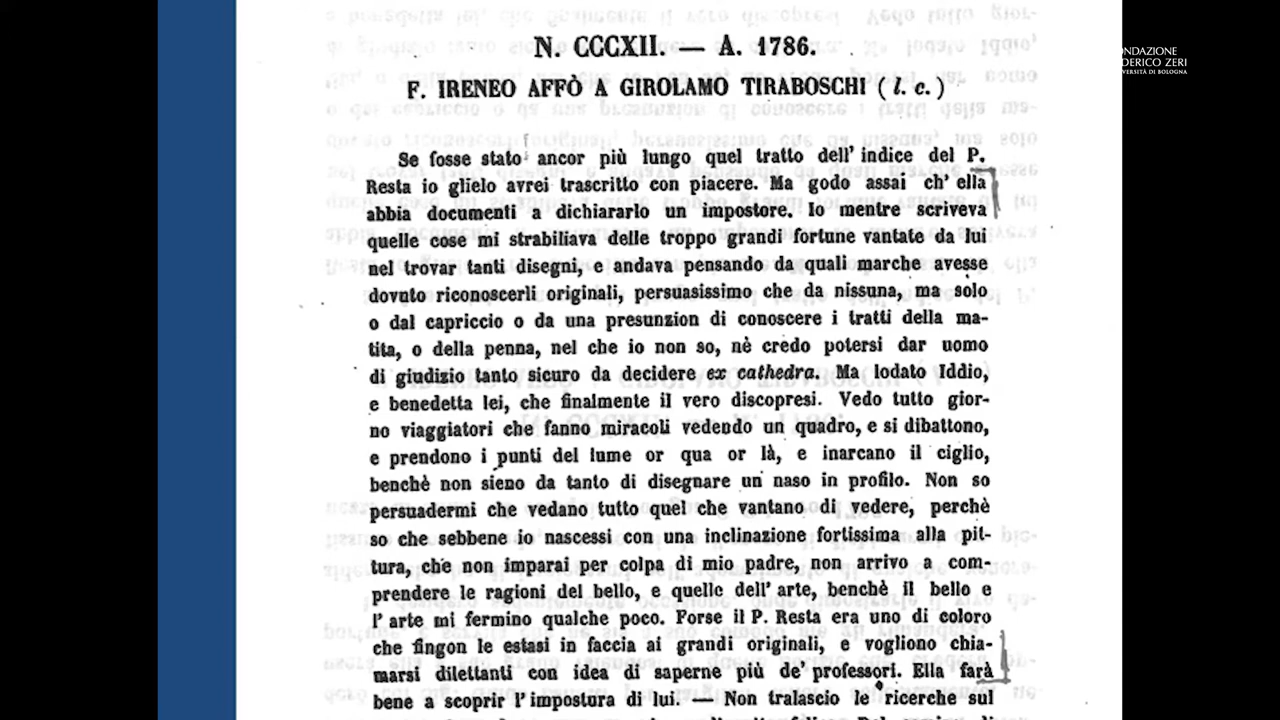 N. CCCXII. — A. 1786.
F. IRENEO AFFÒ A GIROLAMO TIRABOSCHI (l. c.)
Se fosse stato ancor più lungo quel tratto dell' indice del P.
Resta io glielo avrei trascritto con piacere. Ma godo assai ch' ella
abbia documenti a dichiararlo un impostore. Io mentre scriveva
quelle cose mi strabiliava delle troppo grandi fortune vantate da lui
nel trovar tanti disegni, e andava pensando da quali marche avesse
dovuto riconoscerli originali, persuasissimo che da nissuna, ma solo
o dal capriccio o da una presunzion di conoscere i tratti della ma-
tita, o della penna, nel che io non so, nè credo potersi dar uomo
di giudizio tanto sicuro da decidere ex cathedra. Ma lodato Iddio,
e benedetta lei, che finalmente il vero discopresi. Vedo tutto gior-
no viaggiatori che fanno miracoli vedendo un quadro, e si dibattono,
e prendono i punti del lume or qua or là, e inarcano il ciglio,
benchè non sieno da tanto di disegnare un naso in profilo. Non so
persuadermi che vedano tutto quel che vantano di vedere, perchè
so che sebbene io nascessi con una inclinazione fortissima alla pit-
tura, che non imparai per colpa di mio padre, non arrivo a com-
prendere le ragioni del bello, e quelle dell' arte, benchè il bello e
l' arte mi fermino qualche poco. Forse il P. Resta era uno di coloro
che fingon le estasi in faccia ai grandi originali, e vogliono chia-
marsi dilettanti con idea di saperne più de professori. Ella farà
bene a scoprir l' impostura di lui. — Non tralascio le ricerche sul
ONDAZIONE
DERICO ZERI
VERSITÀ DI BOLOGNA